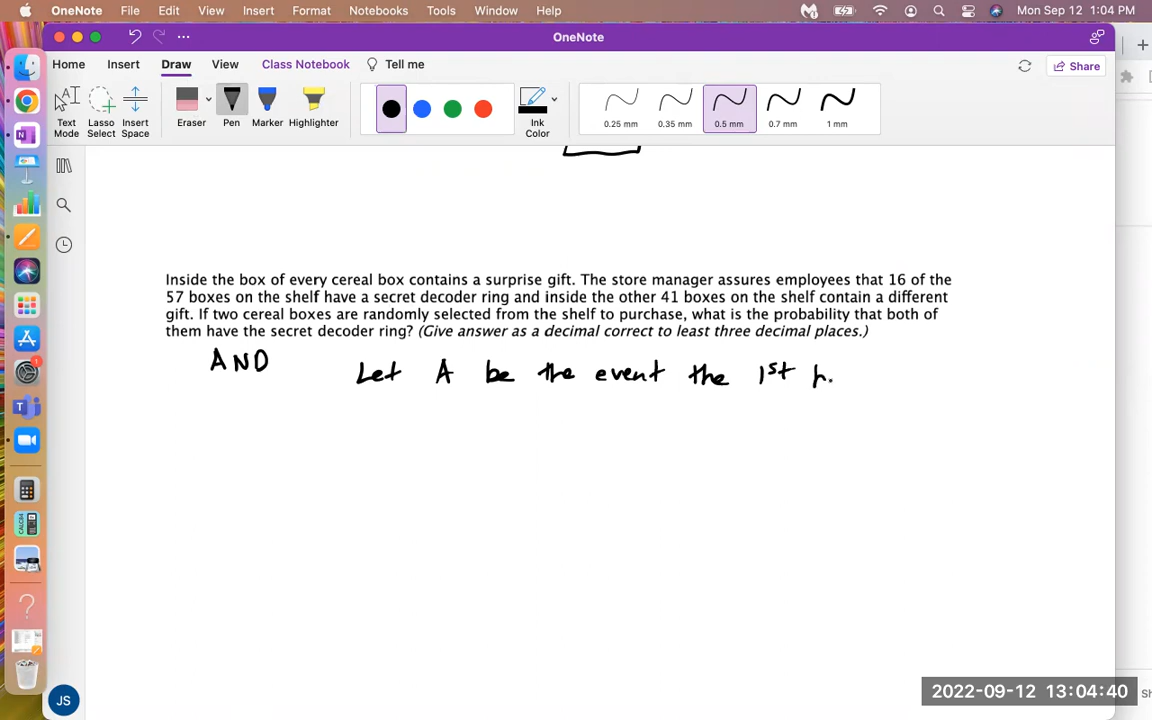 OneNote File Edit View Insert Format Notebooks Tools Window Help Mon Sep 12 1:04 PM
OneNote
Home Insert Draw View Class Notebook Tell me Share
Text Mode
Lasso Select
Insert Space
Eraser
Pen
Marker
Highlighter
Ink Color
0.25 mm
0.35 mm
0.5 mm
0.7 mm
1 mm
Inside the box of every cereal box contains a surprise gift. The store manager assures employees that 16 of the
57 boxes on the shelf have a secret decoder ring and inside the other 41 boxes on the shelf contain a different
gift. If two cereal boxes are randomly selected from the shelf to purchase, what is the probability that both of
them have the secret decoder ring? (Give answer as a decimal correct to least three decimal places.)
AND Let A be the event the 1st h
CALC84
JS
2022-09-12 13:04:40